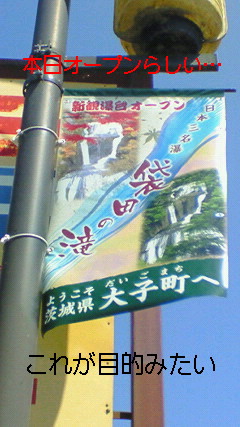 本日オープンらしい…
新観瀑台オープン
日本三名瀑
袋田の滝
ようこそ
茨城県
だいごまち
大子町へ
これが目的みたい